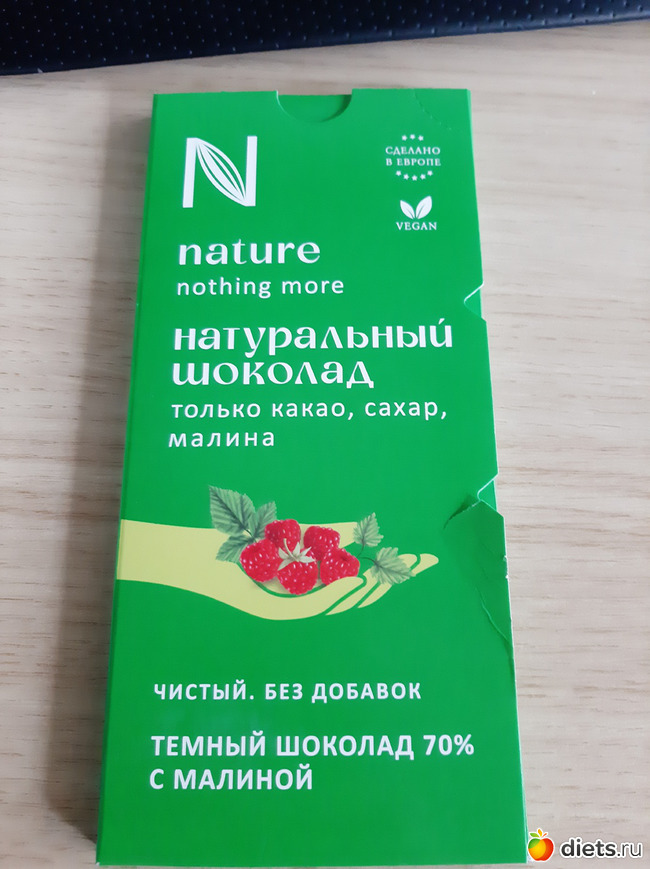 N
СДЕЛАНО
В ЕВРОПЕ
VEGAN
nature
nothing more
натуральный
шоколад
только какао, сахар,
малина
ЧИСТЫЙ. БЕЗ ДОБАВОК
ТЕМНЫЙ ШОКОЛАД 70%
С МАЛИНОЙ
diets.ru